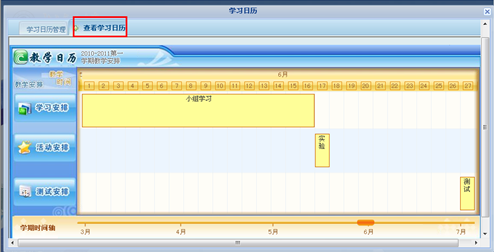 学习日历
学习日历管理
查看学习日历
教学日历
2010-2011第一
学期教学安排
教学安排
6月
1 2 3 4 5 6 7 8 9 10 11 12 13 14 15 16 17 18 19 20 21 22 23 24 25 26 27
学习安排
小组学习
活动安排
实验
测试安排
测试
学期时间轴
3月 4月 5月 6月 7月